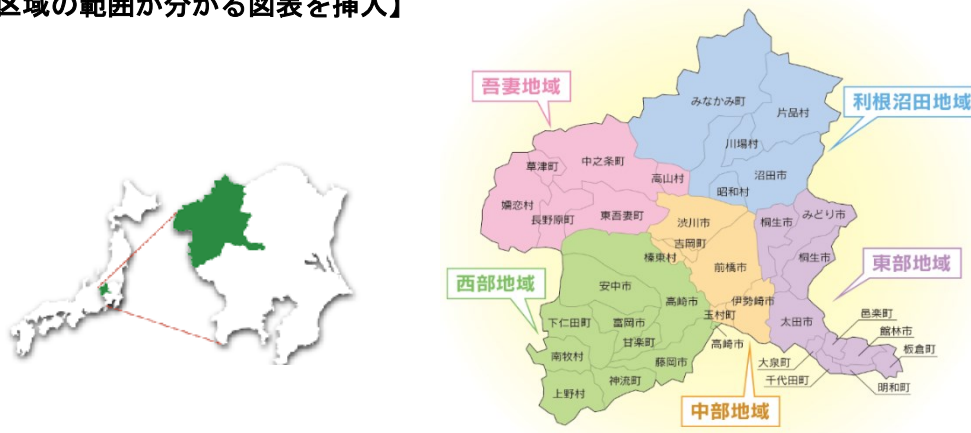 区域の範囲が分かる図表を挿入】
吾妻地域
利根沼田地域
みなかみ町
片品村
川場村
沼田市
昭和村
草津町
中之条町
高山村
嬬恋村
長野原町
東吾妻町
渋川市
吉岡町
榛東村
前橋市
桐生市
みどり市
桐生市
東部地域
西部地域
安中市
高崎市
伊勢崎市
玉村町
太田市
邑楽町
館林市
板倉町
下仁田町
富岡市
甘楽町
高崎市
大泉町
千代田町
明和町
南牧村
藤岡市
神流町
上野村
中部地域